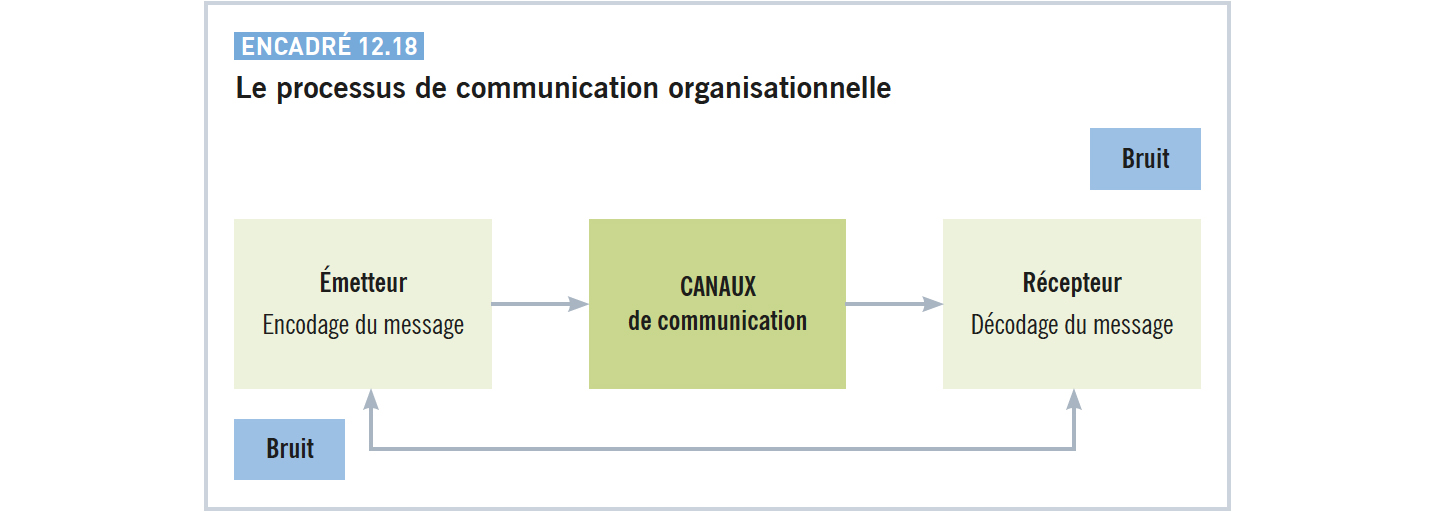 ENCADRÉ 12.18
Le processus de communication organisationnelle
Bruit
Émetteur
Encodage du message
CANAUX
de communication
Récepteur
Décodage du message
Bruit